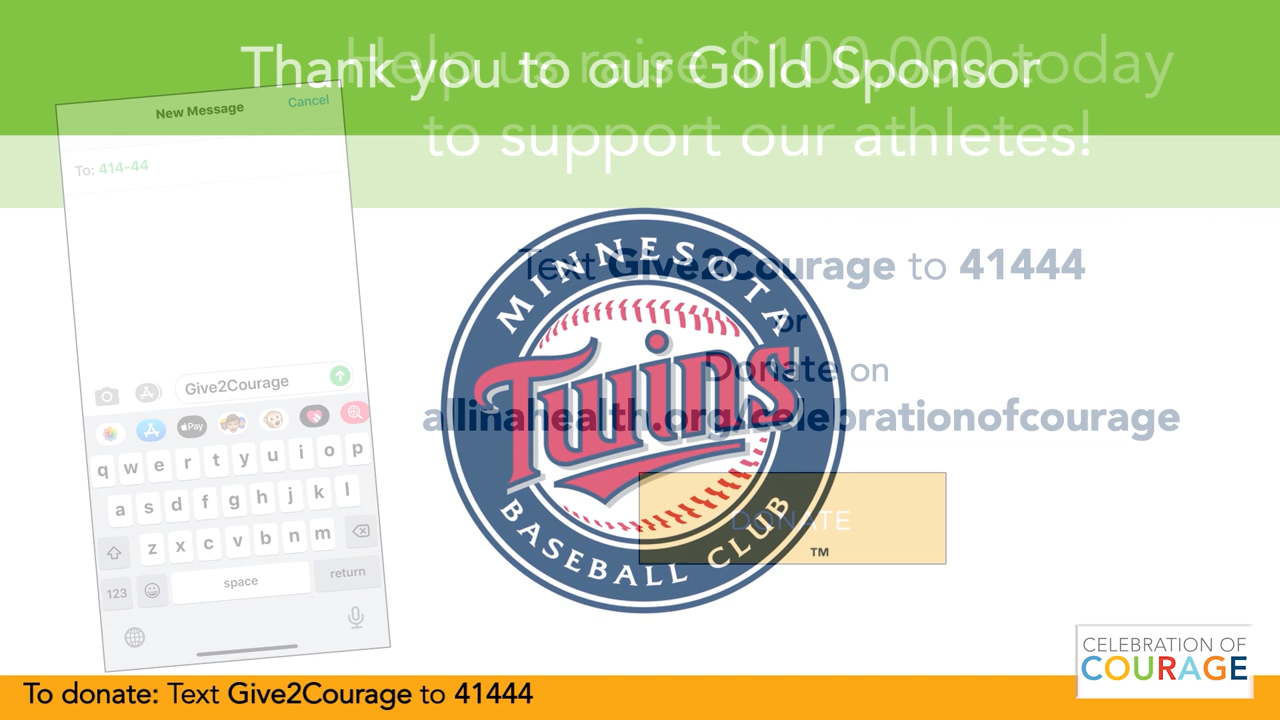 Thank you to our Gold Sponsor
Help us raise $100,000 today
to support our athletes!
New Message
Cancel
To: 414-44
Give2Courage
Pay
q w e r t y u i o p
a s d f g h j k l
z x c v b n m
123
space
return
MINNESOTA
Twins
BASEBALL CLUB
TM
Text Give2Courage to 41444
or
Donate on
allinahealth.org/celebrationofcourage
DONATE
CELEBRATION OF
COURAGE
To donate: Text Give2Courage to 41444